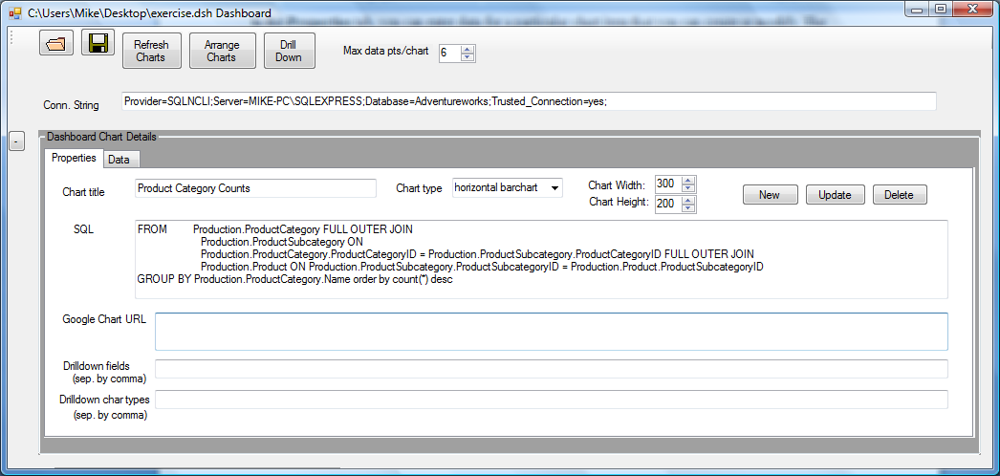 C:\Users\Mike\Desktop\exercise.dsh Dashboard
Refresh Charts
Arrange Charts
Drill Down
Max data pts/chart 6
Conn. String Provider=SQLNCLI;Server=MIKE-PC\SQLEXPRESS;Database=Adventureworks;Trusted_Connection=yes;
-
Dashboard Chart Details
Properties Data
Chart title Product Category Counts Chart type horizontal barchart Chart Width: 300
Chart Height: 200
New Update Delete
SQL FROM Production.ProductCategory FULL OUTER JOIN
Production.ProductSubcategory ON
Production.ProductCategory.ProductCategoryID = Production.ProductSubcategory.ProductCategoryID FULL OUTER JOIN
Production.Product ON Production.ProductSubcategory.ProductSubcategoryID = Production.Product.ProductSubcategoryID
GROUP BY Production.ProductCategory.Name order by count(*) desc
Google Chart URL
Drilldown fields
(sep. by comma)
Drilldown char types
(sep. by comma)